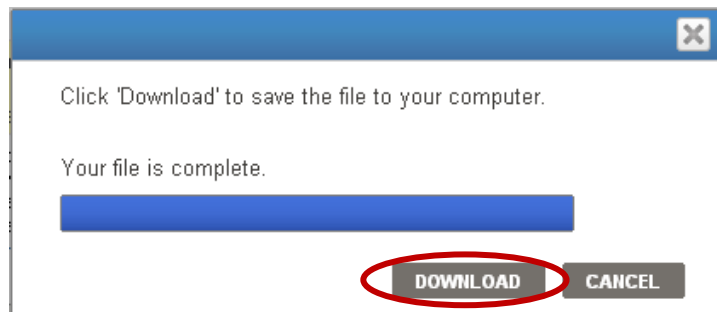 Click 'Download' to save the file to your computer.
Your file is complete.
DOWNLOAD CANCEL